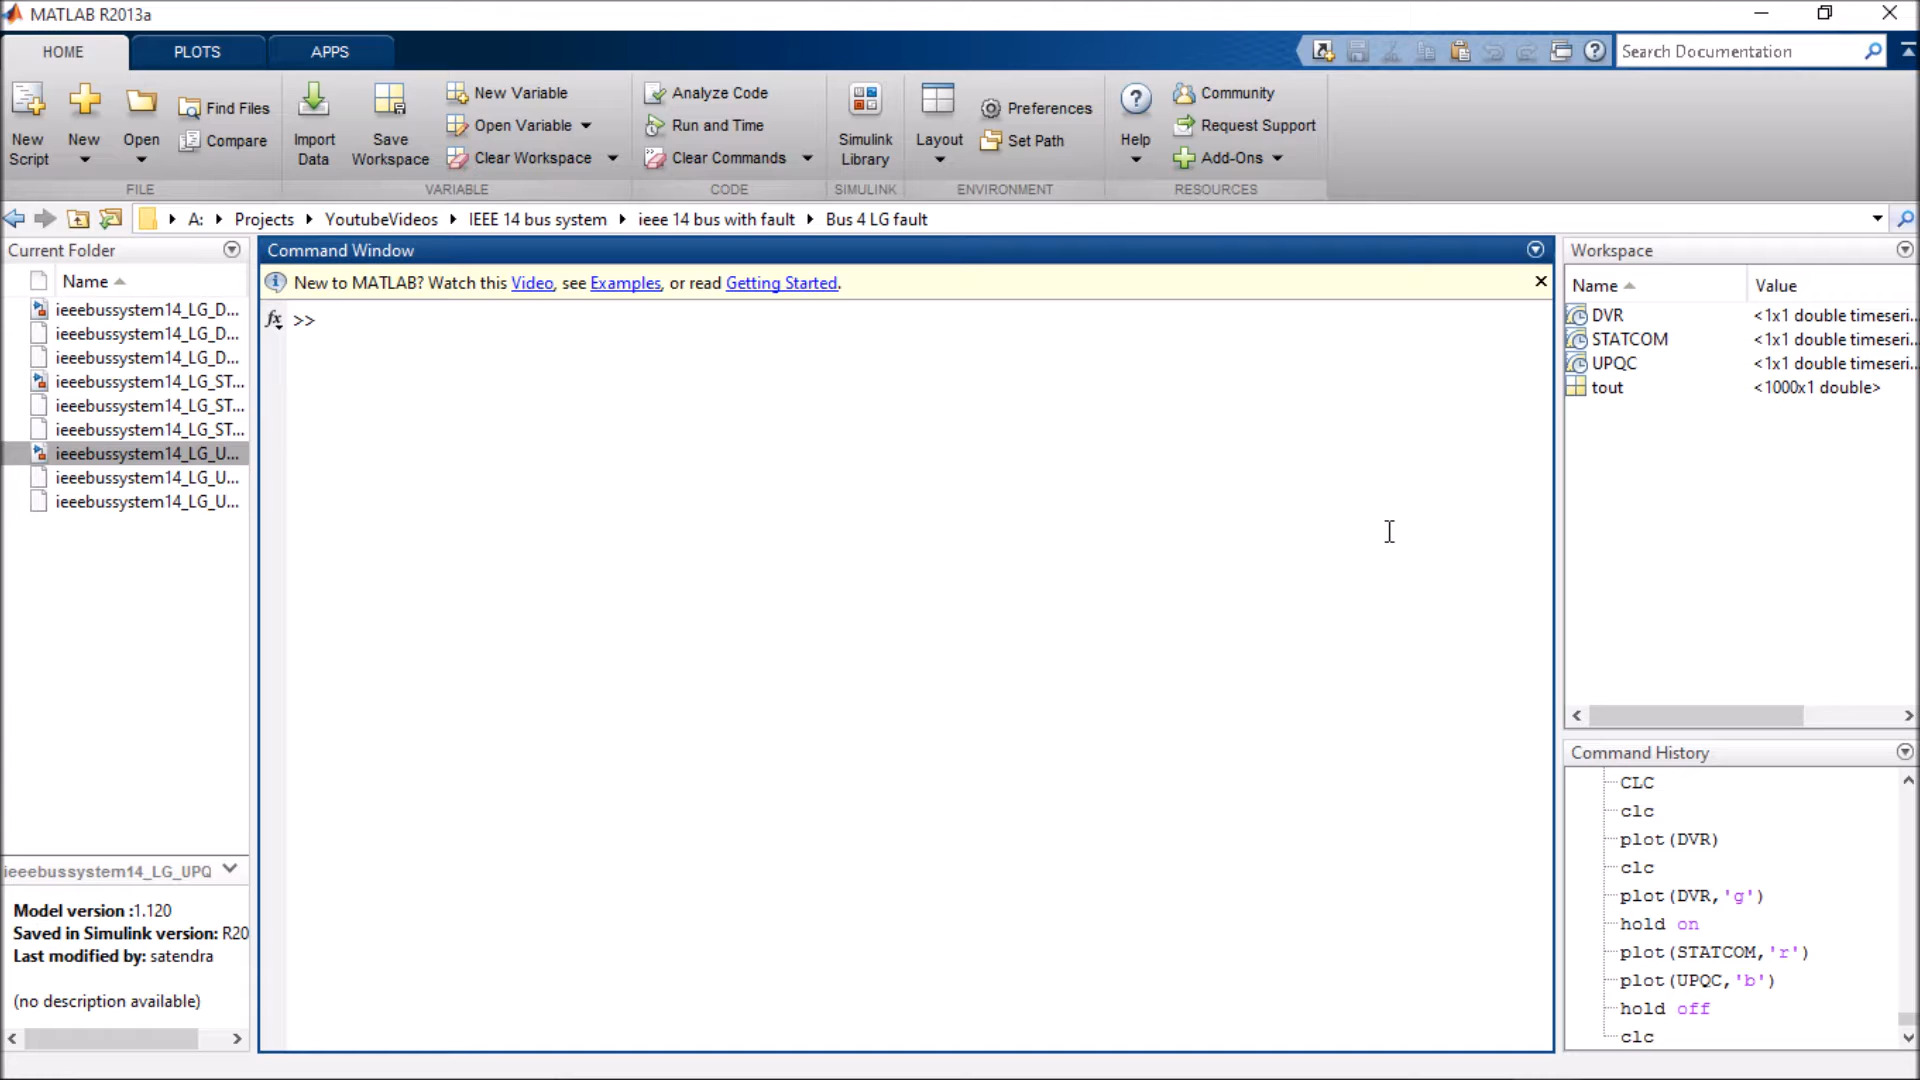 MATLAB R2013a
HOME
PLOTS
APPS
Search Documentation
New Script
New
Open
Find Files
Compare
FILE
Import Data
Save Workspace
New Variable
Open Variable
Clear Workspace
VARIABLE
Analyze Code
Run and Time
Clear Commands
CODE
Simulink Library
SIMULINK
Layout
Preferences
Set Path
ENVIRONMENT
Help
Community
Request Support
Add-Ons
RESOURCES
A: Projects YoutubeVideos IEEE 14 bus system ieee 14 bus with fault Bus 4 LG fault
Current Folder
Name
ieeebussystem14_LG_D...
ieeebussystem14_LG_D...
ieeebussystem14_LG_D...
ieeebussystem14_LG_ST...
ieeebussystem14_LG_ST...
ieeebussystem14_LG_ST...
ieeebussystem14_LG_U...
ieeebussystem14_LG_U...
ieeebussystem14_LG_U...
ieeebussystem14_LG_UPQ
Model version :1.120
Saved in Simulink version: R20
Last modified by: satendra
(no description available)
Command Window
New to MATLAB? Watch this Video, see Examples, or read Getting Started.
fx >>
Workspace
Name Value
DVR <1x1 double timeseri...
STATCOM <1x1 double timeseri...
UPQC <1x1 double timeseri...
tout <1000x1 double>
Command History
CLC
clc
plot(DVR)
clc
plot(DVR,'g')
hold on
plot(STATCOM,'r')
plot(UPQC,'b')
hold off
clc